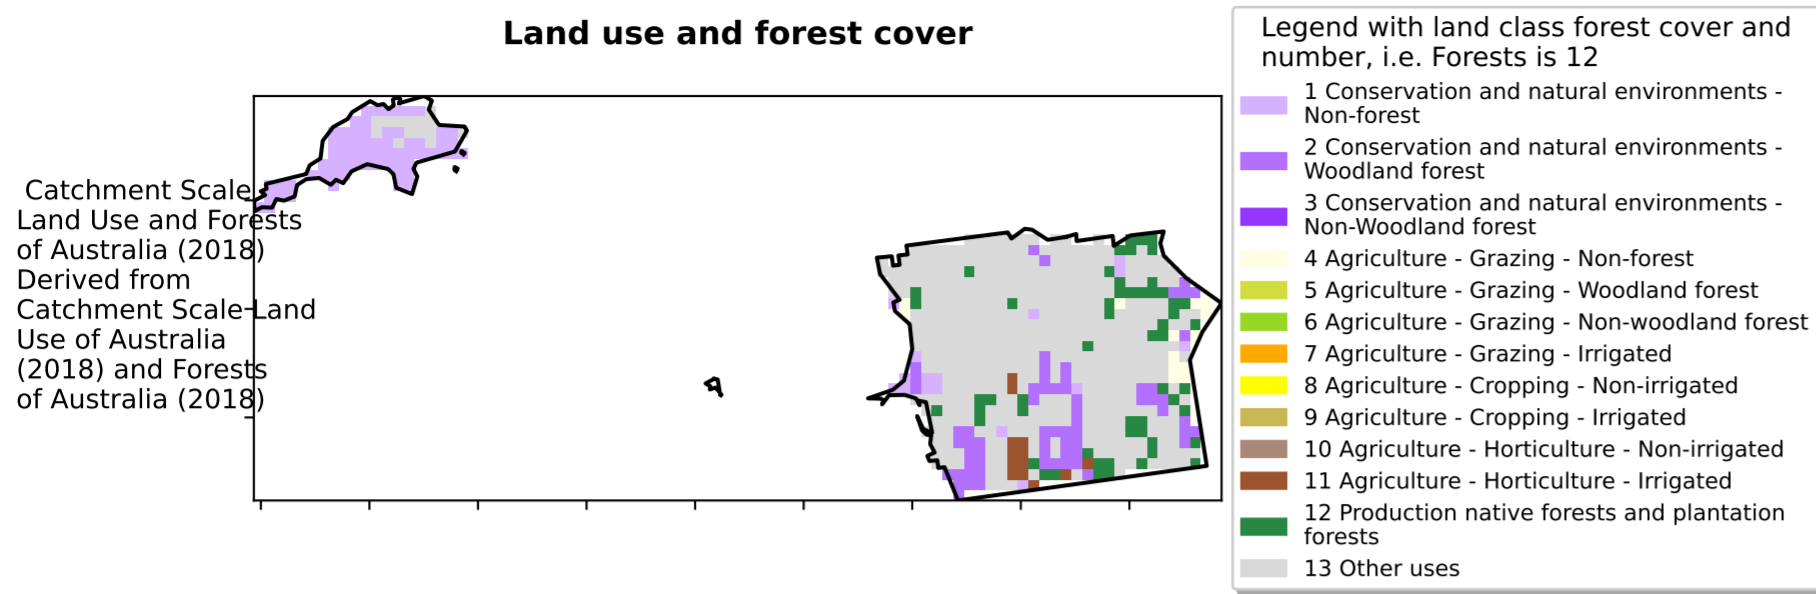 Land use and forest cover
Catchment Scale
Land Use and Forests
of Australia (2018)
Derived from
Catchment Scale Land
Use of Australia
(2018) and Forests
of Australia (2018)
Legend with land class forest cover and
number, i.e. Forests is 12
1 Conservation and natural environments -
Non-forest
2 Conservation and natural environments -
Woodland forest
3 Conservation and natural environments -
Non-Woodland forest
4 Agriculture - Grazing - Non-forest
5 Agriculture - Grazing - Woodland forest
6 Agriculture - Grazing - Non-woodland forest
7 Agriculture - Grazing - Irrigated
8 Agriculture - Cropping - Non-irrigated
9 Agriculture - Cropping - Irrigated
10 Agriculture - Horticulture - Non-irrigated
11 Agriculture - Horticulture - Irrigated
12 Production native forests and plantation
forests
13 Other uses